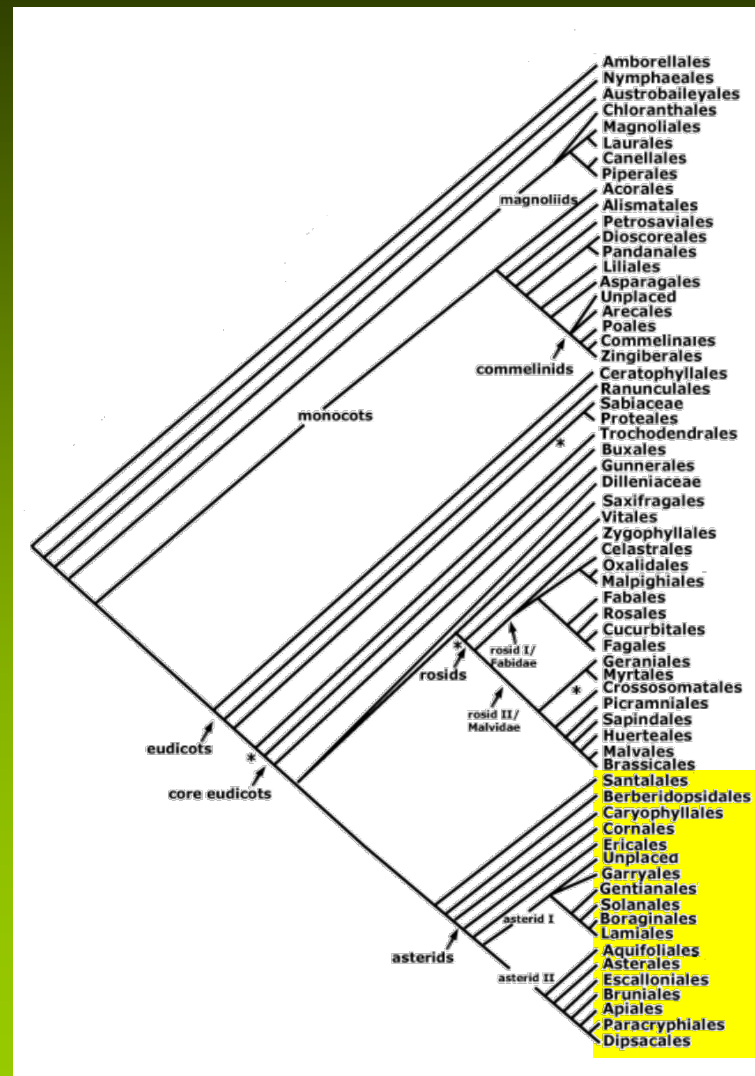 Amborellales
Nymphaeales
Austrobaileyales
Chloranthales
Magnoliales
Laurales
Canellales
Piperales
magnoliids
Acorales
Alismatales
Petrosaviales
Dioscoreales
Pandanales
Liliales
Asparagales
Unplaced
Arecales
Poales
Commelinales
Zingiberales
commelinids
monocots
Ceratophyllales
Ranunculales
Sabiaceae
Proteales
*
Trochodendrales
Buxales
Gunnerales
Dilleniaceae
Saxifragales
Vitales
Zygophyllales
Celastrales
Oxalidales
Malpighiales
Fabales
Rosales
Cucurbitales
Fagales
*
rosids
rosid I/
Fabidae
Geraniales
Myrtales
Crossosomatales
*
Picramniales
Sapindales
Huerteales
Malvales
Brassicales
rosid II/
Malvidae
eudicots
*
core eudicots
Santalales
Berberidopsidales
Caryophyllales
Cornales
Ericales
Unplaced
Garryales
Gentianales
Solanales
Boraginales
Lamiales
asterid I
asterids
asterid II
Aquifoliales
Asterales
Escalloniales
Bruniales
Apiales
Paracryphiales
Dipsacales